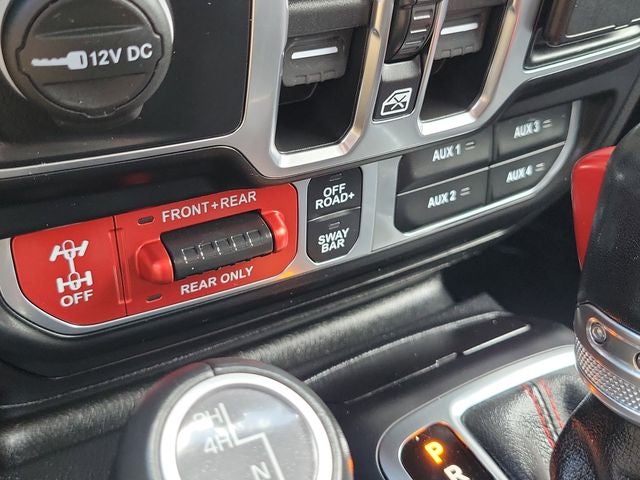 12V DC
AUX 1
AUX 3
AUX 2
AUX 4
OFF
ROAD+
SWAY
BAR
FRONT+REAR
REAR ONLY
OFF
2H
4H
N
P
R